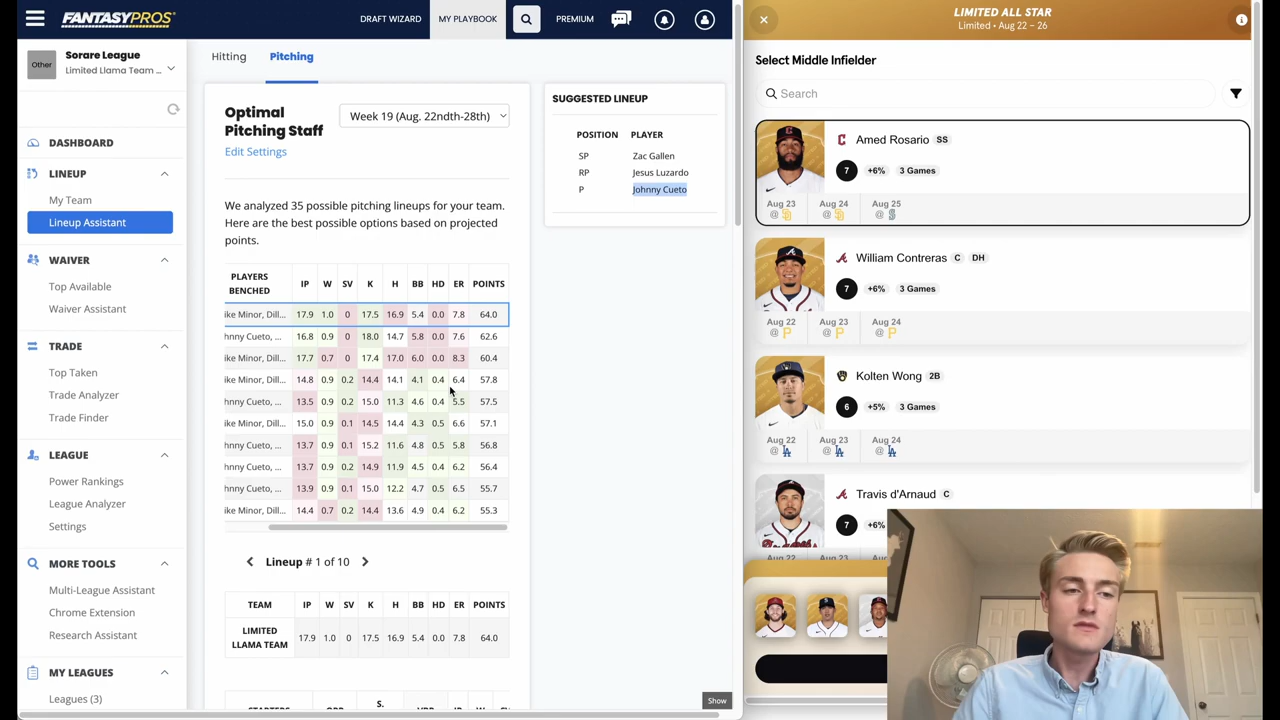 FANTASYPROS
DRAFT WIZARD
MY PLAYBOOK
PREMIUM
Other
Sorare League
Limited Llama Team ...
DASHBOARD
LINEUP
My Team
Lineup Assistant
WAIVER
Top Available
Waiver Assistant
TRADE
Top Taken
Trade Analyzer
Trade Finder
LEAGUE
Power Rankings
League Analyzer
Settings
MORE TOOLS
Multi-League Assistant
Chrome Extension
Research Assistant
MY LEAGUES
Leagues (3)
Hitting
Pitching
Optimal
Pitching Staff
Edit Settings
Week 19 (Aug. 22ndth-28th)
We analyzed 35 possible pitching lineups for your team.
Here are the best possible options based on projected
points.
PLAYERS BENCHED IP W SV K H BB HD ER POINTS
ike Minor, Dill... 17.9 1.0 0 17.5 16.9 5.4 0.0 7.8 64.0
hnny Cueto, ... 16.8 0.9 0 18.0 14.7 5.8 0.0 7.6 62.6
ike Minor, Dill... 17.7 0.7 0 17.4 17.0 6.0 0.0 8.3 60.4
ike Minor, Dill... 14.8 0.9 0.2 14.4 14.1 4.1 0.4 6.4 57.8
hnny Cueto, ... 13.5 0.9 0.2 15.0 11.3 4.6 0.4 5.5 57.5
ike Minor, Dill... 15.0 0.9 0.1 14.5 14.4 4.3 0.5 6.6 57.1
hnny Cueto, ... 13.7 0.9 0.1 15.2 11.6 4.8 0.5 5.8 56.8
hnny Cueto, ... 13.7 0.9 0.2 14.9 11.9 4.5 0.4 6.2 56.4
hnny Cueto, ... 13.9 0.9 0.1 15.0 12.2 4.7 0.5 6.5 55.7
ike Minor, Dill... 14.4 0.7 0.2 14.4 13.6 4.9 0.4 6.2 55.3
Lineup # 1 of 10
TEAM IP W SV K H BB HD ER POINTS
LIMITED
LLAMA TEAM 17.9 1.0 0 17.5 16.9 5.4 0.0 7.8 64.0
S.
SUGGESTED LINEUP
POSITION PLAYER
SP Zac Gallen
RP Jesus Luzardo
P Johnny Cueto
Show
LIMITED ALL STAR
Limited • Aug 22 – 26
Select Middle Infielder
Search
Amed Rosario SS
7 +6% 3 Games
Aug 23 Aug 24 Aug 25
@ @ @
William Contreras C DH
7 +6% 3 Games
Aug 22 Aug 23 Aug 24
@ @ @
Kolten Wong 2B
6 +5% 3 Games
Aug 22 Aug 23 Aug 24
@ LA @ LA @ LA
Travis d'Arnaud C
7 +6%
Aug 22 Aug 23